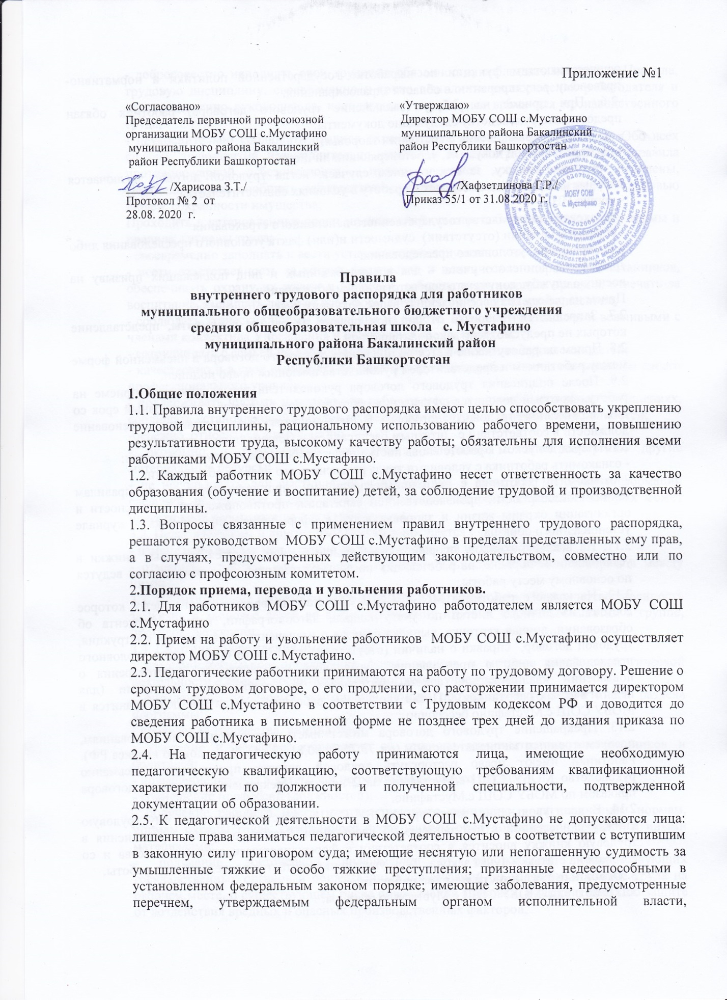 Приложение №1
«Согласовано»
Председатель первичной профсоюзной
организации МОБУ СОШ с.Мустафино
муниципального района Бакалинский
район Республики Башкортостан
/Харисова З.Т./
Протокол № 2 от
28.08. 2020 г.
«Утверждаю»
Директор МОБУ СОШ с.Мустафино
муниципального района Бакалинский
район Республики Башкортостан
/Хафзетдинова Г.Р./
Приказ 55/1 от 31.08.2020 г.
МОБУ СОШ
с. Мустафино
Правила
внутреннего трудового распорядка для работников
муниципального общеобразовательного бюджетного учреждения
средняя общеобразовательная школа с. Мустафино
муниципального района Бакалинский район
Республики Башкортостан
1.Общие положения
1.1. Правила внутреннего трудового распорядка имеют целью способствовать укреплению
трудовой дисциплины, рациональному использованию рабочего времени, повышению
результативности труда, высокому качеству работы; обязательны для исполнения всеми
работниками МОБУ СОШ с.Мустафино.
1.2. Каждый работник МОБУ СОШ с.Мустафино несет ответственность за качество
образования (обучение и воспитание) детей, за соблюдение трудовой и производственной
дисциплины.
1.3. Вопросы связанные с применением правил внутреннего трудового распорядка,
решаются руководством МОБУ СОШ с.Мустафино в пределах представленных ему прав,
а в случаях, предусмотренных действующим законодательством, совместно или по
согласию с профсоюзным комитетом.
2.Порядок приема, перевода и увольнения работников.
2.1. Для работников МОБУ СОШ с.Мустафино работодателем является МОБУ СОШ
с.Мустафино
2.2. Прием на работу и увольнение работников МОБУ СОШ с.Мустафино осуществляет
директор МОБУ СОШ с.Мустафино.
2.3. Педагогические работники принимаются на работу по трудовому договору. Решение о
срочном трудовом договоре, о его продлении, его расторжении принимается директором
МОБУ СОШ с.Мустафино в соответствии с Трудовым кодексом РФ и доводится до
сведения работника в письменной форме не позднее трех дней до издания приказа по
МОБУ СОШ с.Мустафино.
2.4. На педагогическую работу принимаются лица, имеющие необходимую
педагогическую квалификацию, соответствующую требованиям квалификационной
характеристики по должности и полученной специальности, подтвержденной
документации об образовании.
2.5. К педагогической деятельности в МОБУ СОШ с.Мустафино не допускаются лица:
лишенные права заниматься педагогической деятельностью в соответствии с вступившим
в законную силу приговором суда; имеющие неснятую или непогашенную судимость за
умышленные тяжкие и особо тяжкие преступления; признанные недееспособными в
установленном федеральным законом порядке; имеющие заболевания, предусмотренные
перечнем, утверждаемым федеральным органом исполнительной власти,